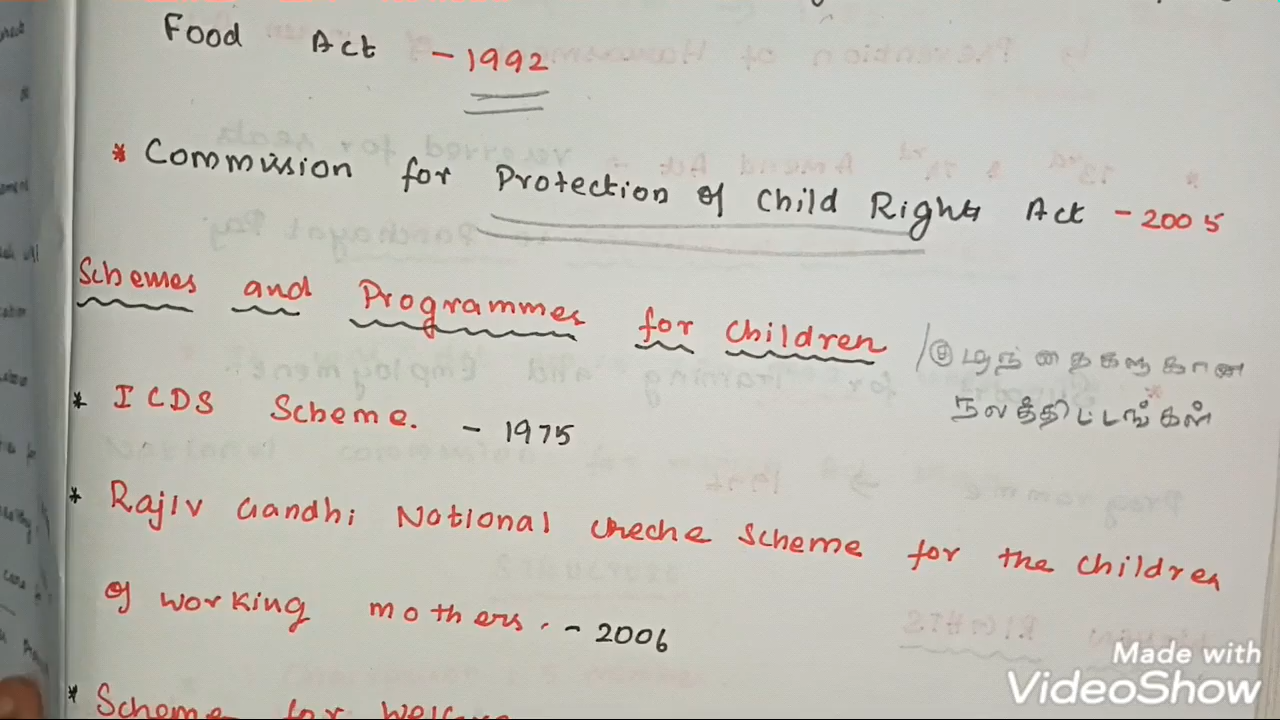 Food Act - 1992
* Commission for Protection of Child Rights Act - 2005
Schemes and Programmes for Children / குழந்தைகளுகான
நலத்திட்டங்கள்
* ICDS Scheme. - 1975
* Rajiv Gandhi National Creche Scheme for the Children
of working mothers. - 2006
* Scheme for
Made with
VideoShow